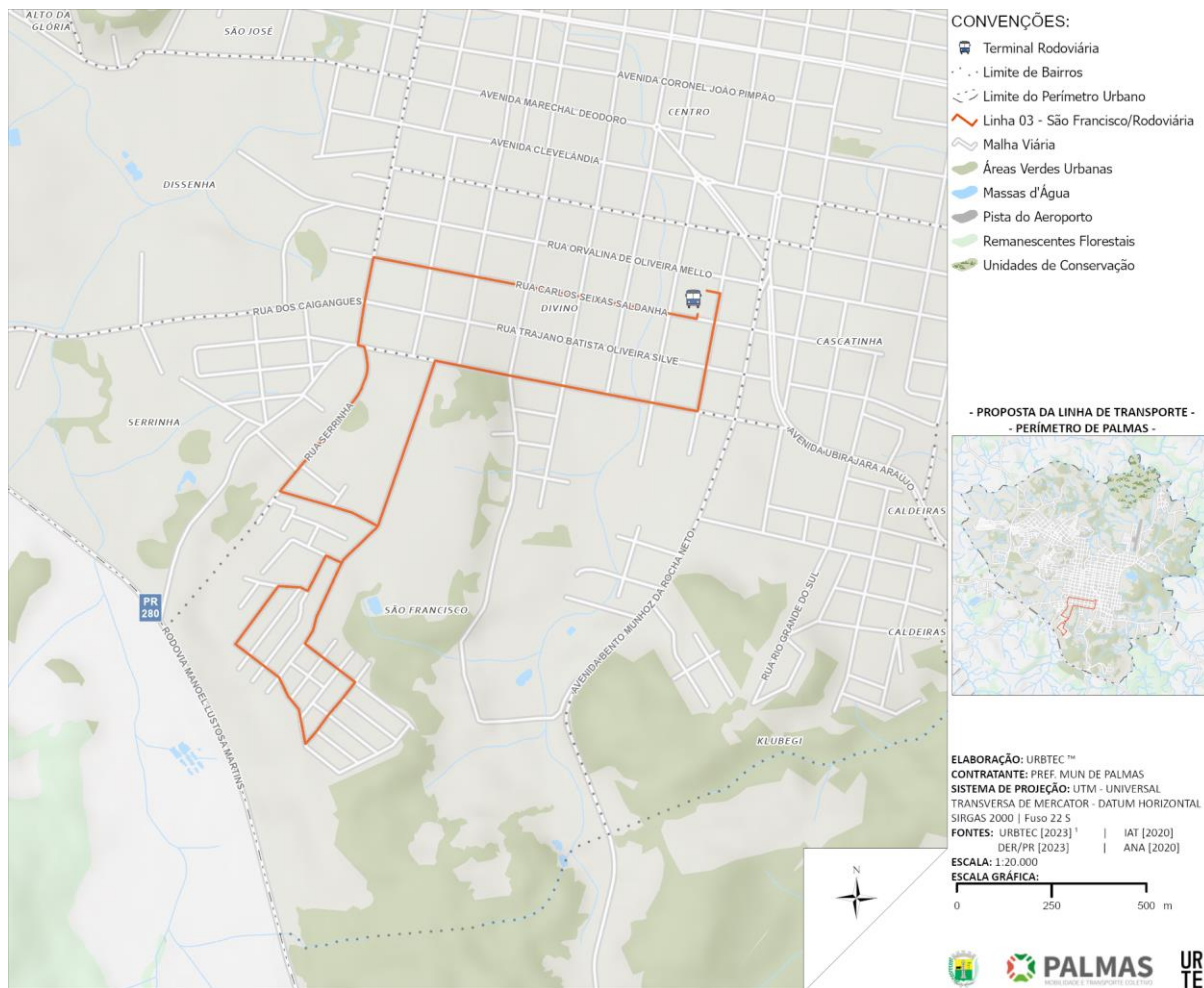 ALTO DA
GLÓRIA
SÃO JOSÉ
AVENIDA CORONEL JOÃO PIMPÃO
AVENIDA MARECHAL DEODORO
CENTRO
AVENIDA CLEVELÂNDIA
DISSENHA
RUA ORVALINA DE OLIVEIRA MELLO
RUA CARLOS SEIXAS SALDANHA
DIVINO
RUA DOS CAIGANGUES
RUA TRAJANO BATISTA OLIVEIRA SILVE
CASCATINHA
SERRINHA
RUA SERRINHA
AVENIDA UBIRAJARA ARAUJO
CALDEIRAS
PR
280
SÃO FRANCISCO
AVENIDA BENTO MUNHOZ DA ROCHA NETO
RUA RIO GRANDE DO SUL
CALDEIRAS
RODOVIA MANOEL LUSTOSA MARTINS
KLUBEGI
N
CONVENÇÕES:
Terminal Rodoviária
Limite de Bairros
Limite do Perímetro Urbano
Linha 03 - São Francisco/Rodoviária
Malha Viária
Áreas Verdes Urbanas
Massas d'Água
Pista do Aeroporto
Remanescentes Florestais
Unidades de Conservação
- PROPOSTA DA LINHA DE TRANSPORTE -
- PERÍMETRO DE PALMAS -
ELABORAÇÃO: URBTEC ™
CONTRATANTE: PREF. MUN DE PALMAS
SISTEMA DE PROJEÇÃO: UTM - UNIVERSAL
TRANSVERSA DE MERCATOR - DATUM HORIZONTAL
SIRGAS 2000 | Fuso 22 S
FONTES: URBTEC [2023] ¹ | IAT [2020]
DER/PR [2023] | ANA [2020]
ESCALA: 1:20.000
ESCALA GRÁFICA:
0 250 500 m
PALMAS
MOBILIDADE E TRANSPORTE COLETIVO
UR
TE